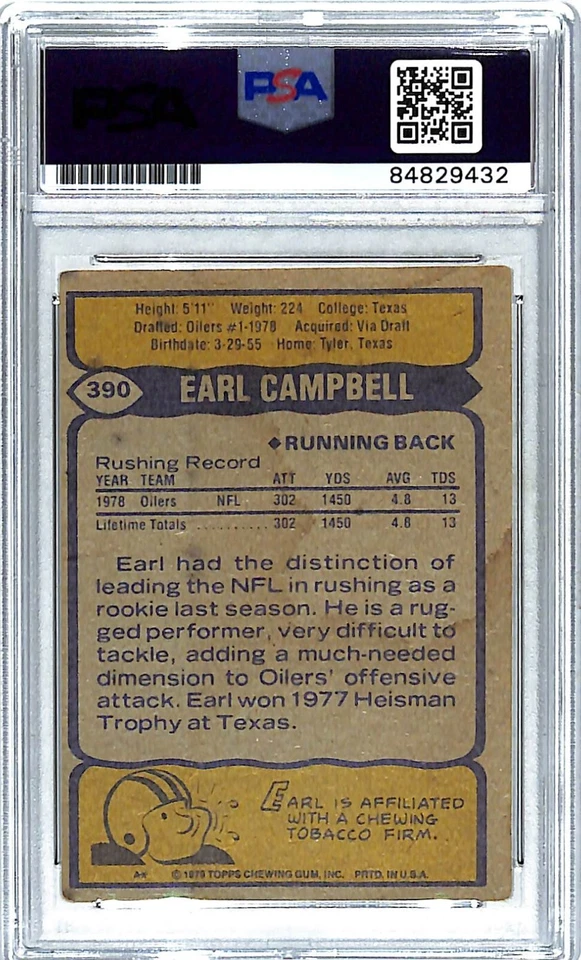 PSA
PSA
84829432
Height: 5'11" Weight: 224 College: Texas
Drafted: Oilers #1-1978 Acquired: Via Draft
Birthdate: 3-29-55 Home: Tyler, Texas
390 EARL CAMPBELL
◆RUNNING BACK
Rushing Record
YEAR TEAM ATT YDS AVG TDS
1978 Oilers NFL 302 1450 4.8 13
Lifetime Totals .......... 302 1450 4.8 13
Earl had the distinction of
leading the NFL in rushing as a
rookie last season. He is a rug-
ged performer, very difficult to
tackle, adding a much-needed
dimension to Oilers' offensive
attack. Earl won 1977 Heisman
Trophy at Texas.
EARL IS AFFILIATED
WITH A CHEWING
TOBACCO FIRM.
A★ © 1979 TOPPS CHEWING GUM, INC. PRTD. IN U.S.A.